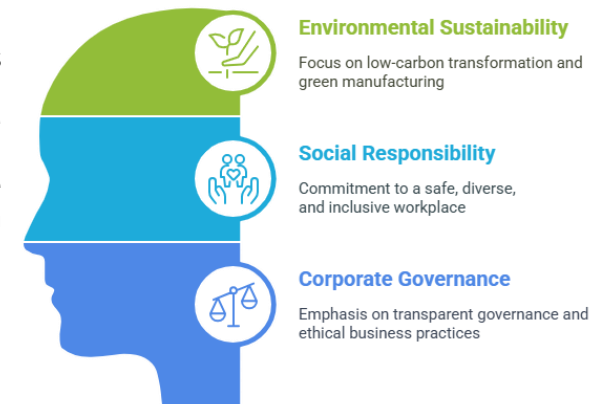 Environmental Sustainability
Focus on low-carbon transformation and
green manufacturing
Social Responsibility
Commitment to a safe, diverse,
and inclusive workplace
Corporate Governance
Emphasis on transparent governance and
ethical business practices